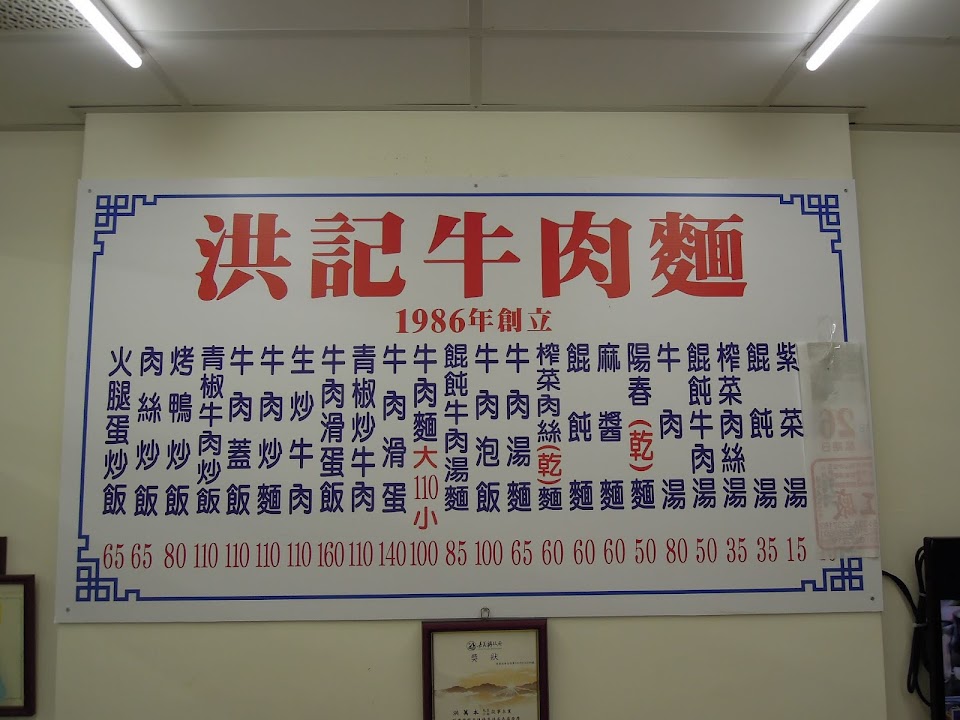 洪記牛肉麵
1986年創立
紫菜湯 15
餛飩湯 35
榨菜肉絲湯 35
餛飩牛肉湯 50
牛肉湯 80
陽春(乾)麵 50
麻醬麵 60
餛飩麵 60
榨菜肉絲(乾)麵 60
牛肉湯麵 65
牛肉泡飯 100
餛飩牛肉湯麵 85
牛肉麵大110小 100
牛肉滑蛋 140
青椒炒牛肉 110
牛肉滑蛋飯 160
生炒牛肉 110
牛肉炒麵 110
牛肉蓋飯 110
青椒牛肉炒飯 110
烤鴨炒飯 80
肉絲炒飯 65
火腿蛋炒飯 65
26
獎狀